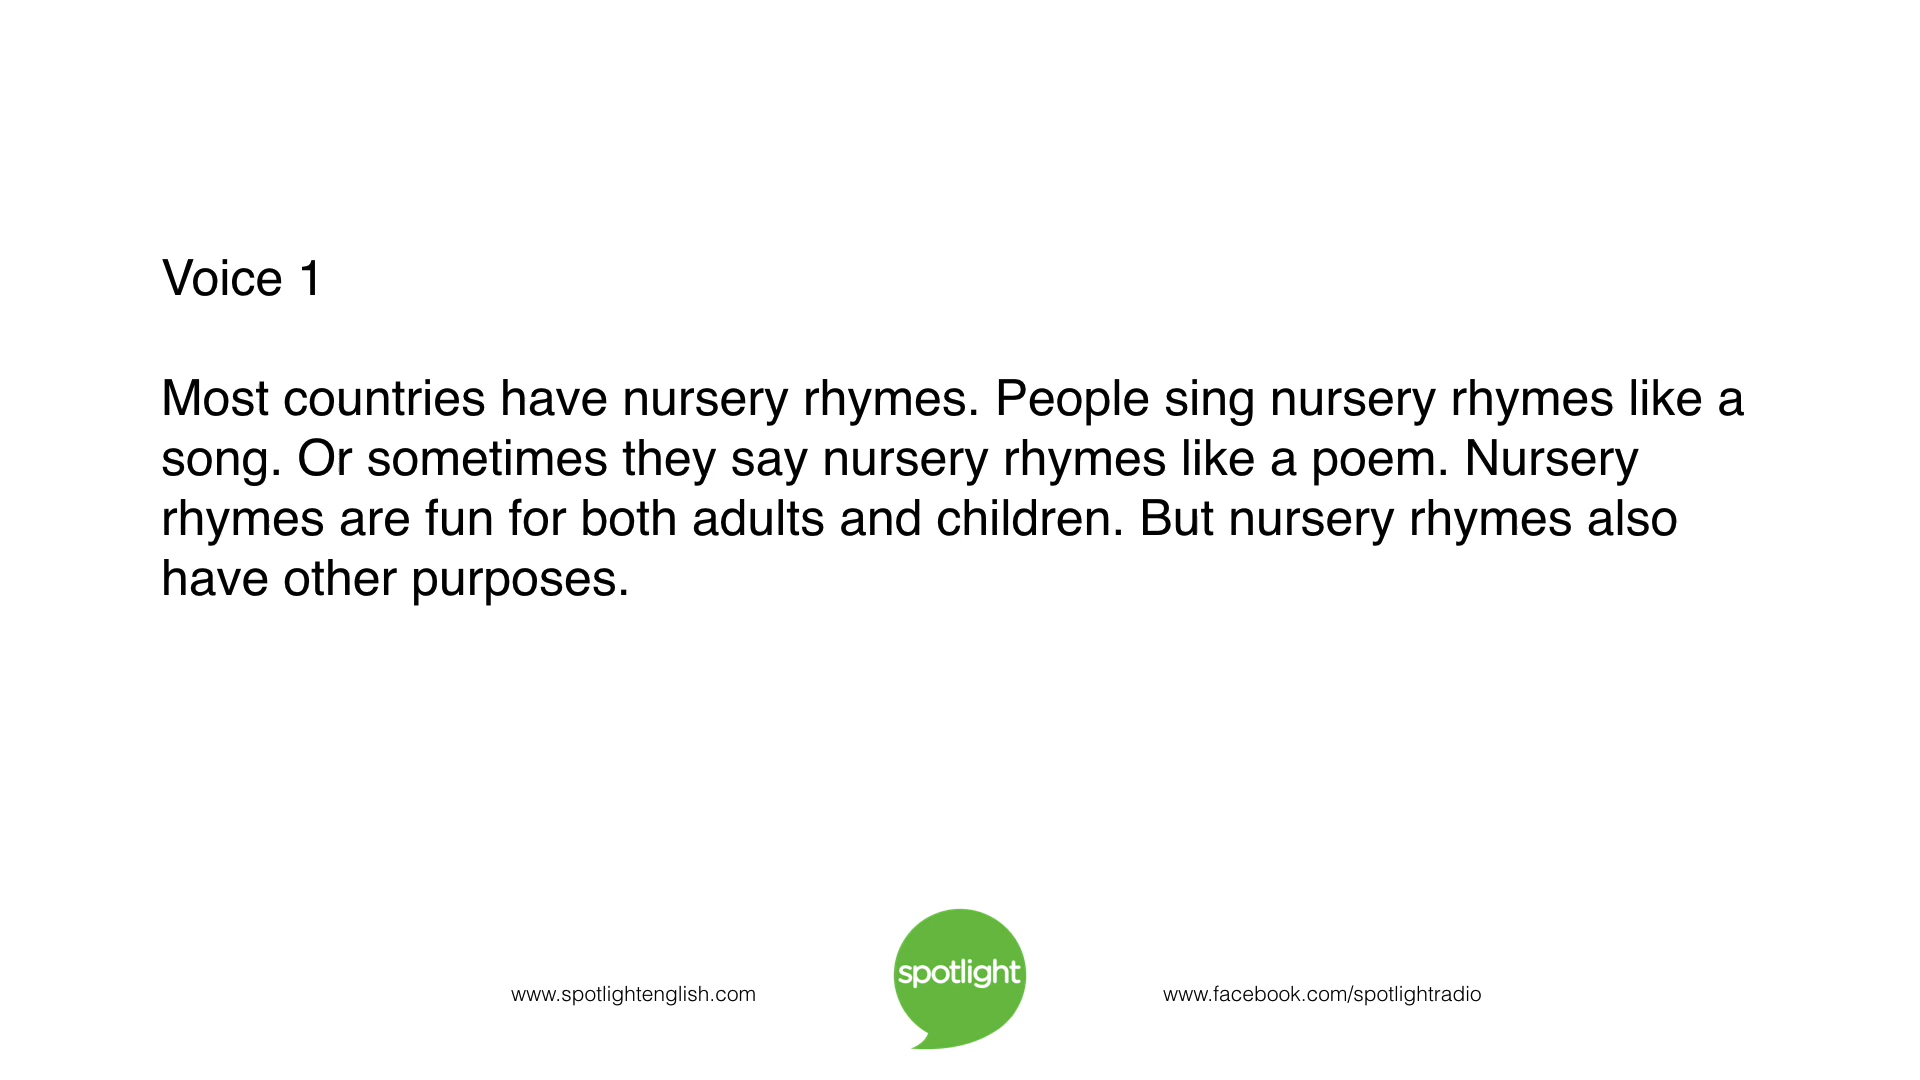 Voice 1
Most countries have nursery rhymes. People sing nursery rhymes like a
song. Or sometimes they say nursery rhymes like a poem. Nursery
rhymes are fun for both adults and children. But nursery rhymes also
have other purposes.
spotlight
www.spotlightenglish.com
www.facebook.com/spotlightradio